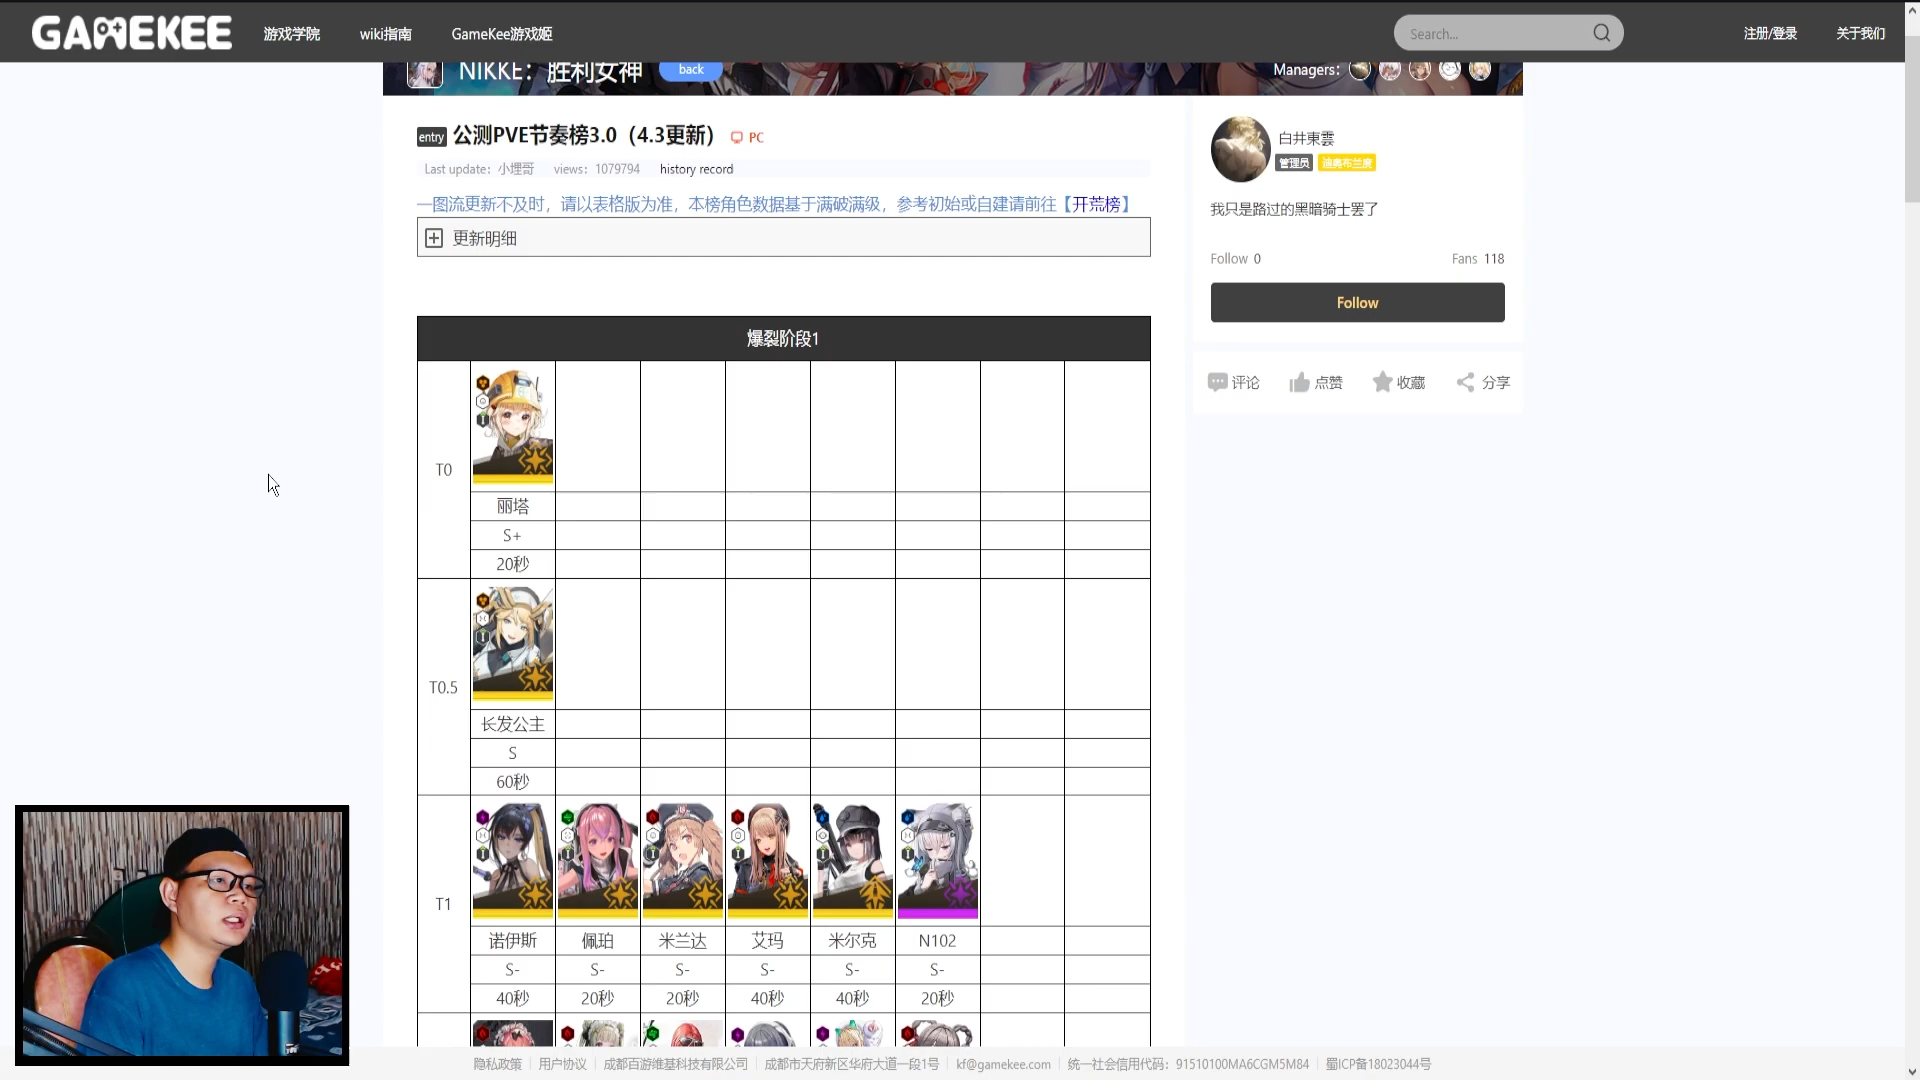 GAMEKEE 游戏学院 wiki指南 GameKee游戏姬 Search... 注册/登录 关于我们
NIKKE：胜利女神 back Managers：
entry 公测PVE节奏榜3.0（4.3更新） PC
Last update：小埋哥 views：1079794 history record
一图流更新不及时，请以表格版为准，本榜角色数据基于满破满级，参考初始或自建请前往【开荒榜】
更新明细
爆裂阶段1
T0
丽塔
S+
20秒
T0.5
长发公主
S
60秒
T1
诺伊斯 佩珀 米兰达 艾玛 米尔克 N102
S- S- S- S- S- S-
40秒 20秒 20秒 40秒 40秒 20秒
白井東雲
管理员 迪奥布兰度
我只是路过的黑暗骑士罢了
Follow 0 Fans 118
Follow
评论 点赞 收藏 分享
隐私政策 用户协议 成都百游维基科技有限公司 成都市天府新区华府大道一段1号 kf@gamekee.com 统一社会信用代码：91510100MA6CGM5M84 蜀ICP备18023044号